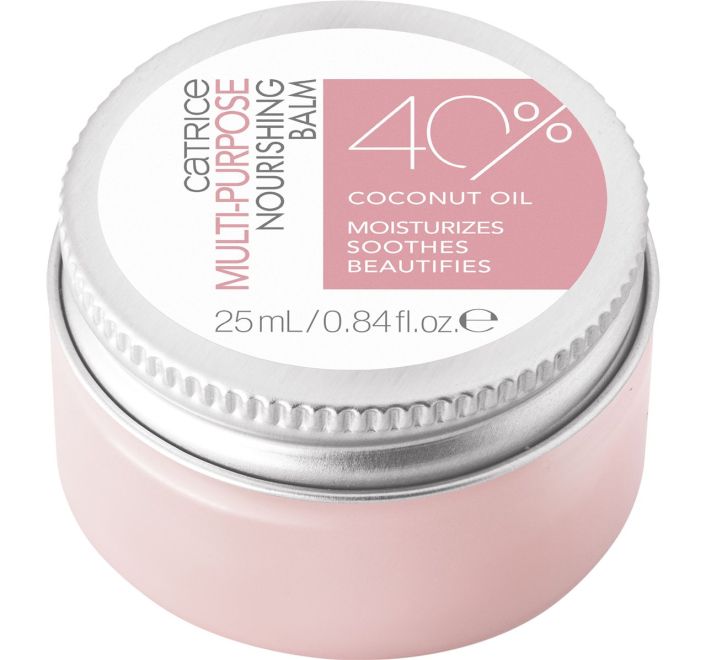 CATRICE
MULTI-PURPOSE
NOURISHING
BALM
40%
COCONUT OIL
MOISTURIZES
SOOTHES
BEAUTIFIES
25 mL/0.84 fl.oz.℮